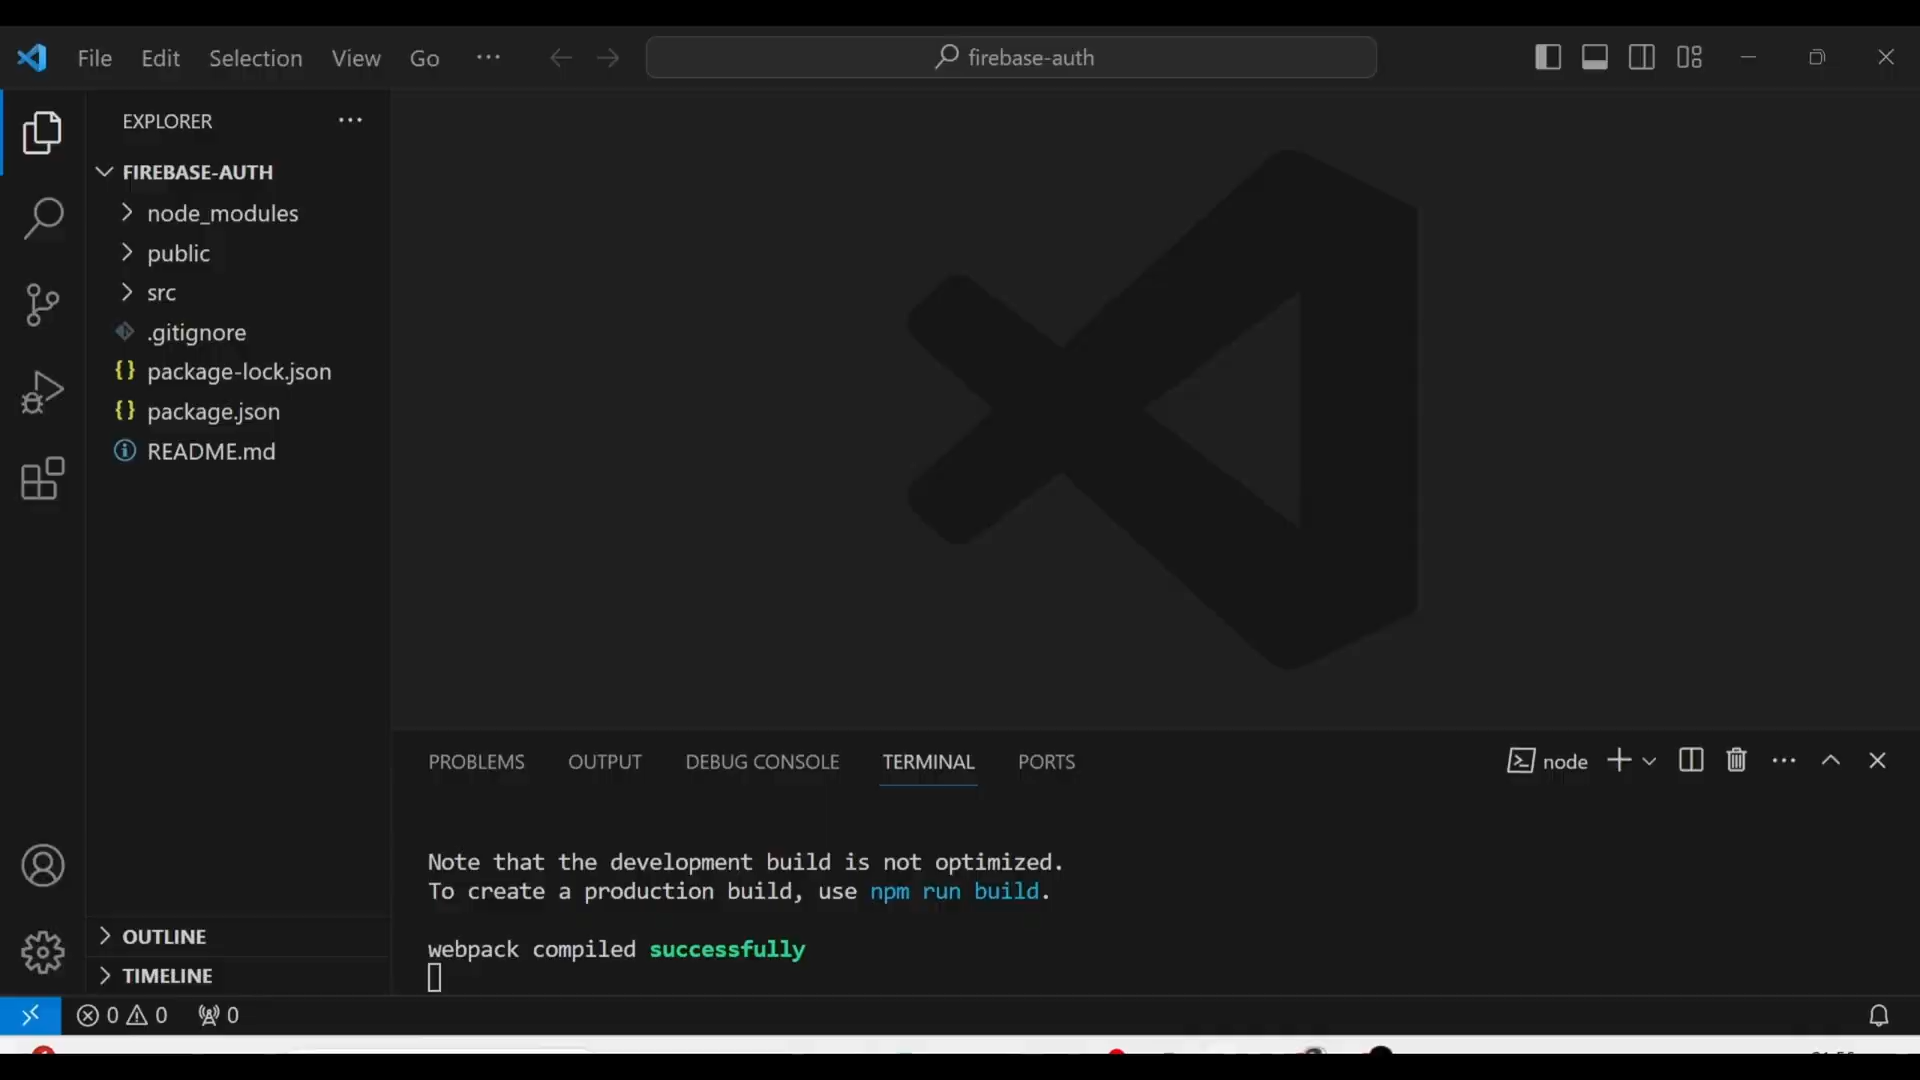 File Edit Selection View Go ··· firebase-auth
EXPLORER ···
FIREBASE-AUTH
node_modules
public
src
.gitignore
{} package-lock.json
{} package.json
README.md
OUTLINE
TIMELINE
PROBLEMS OUTPUT DEBUG CONSOLE TERMINAL PORTS node
Note that the development build is not optimized.
To create a production build, use npm run build.
webpack compiled successfully
0 0 0